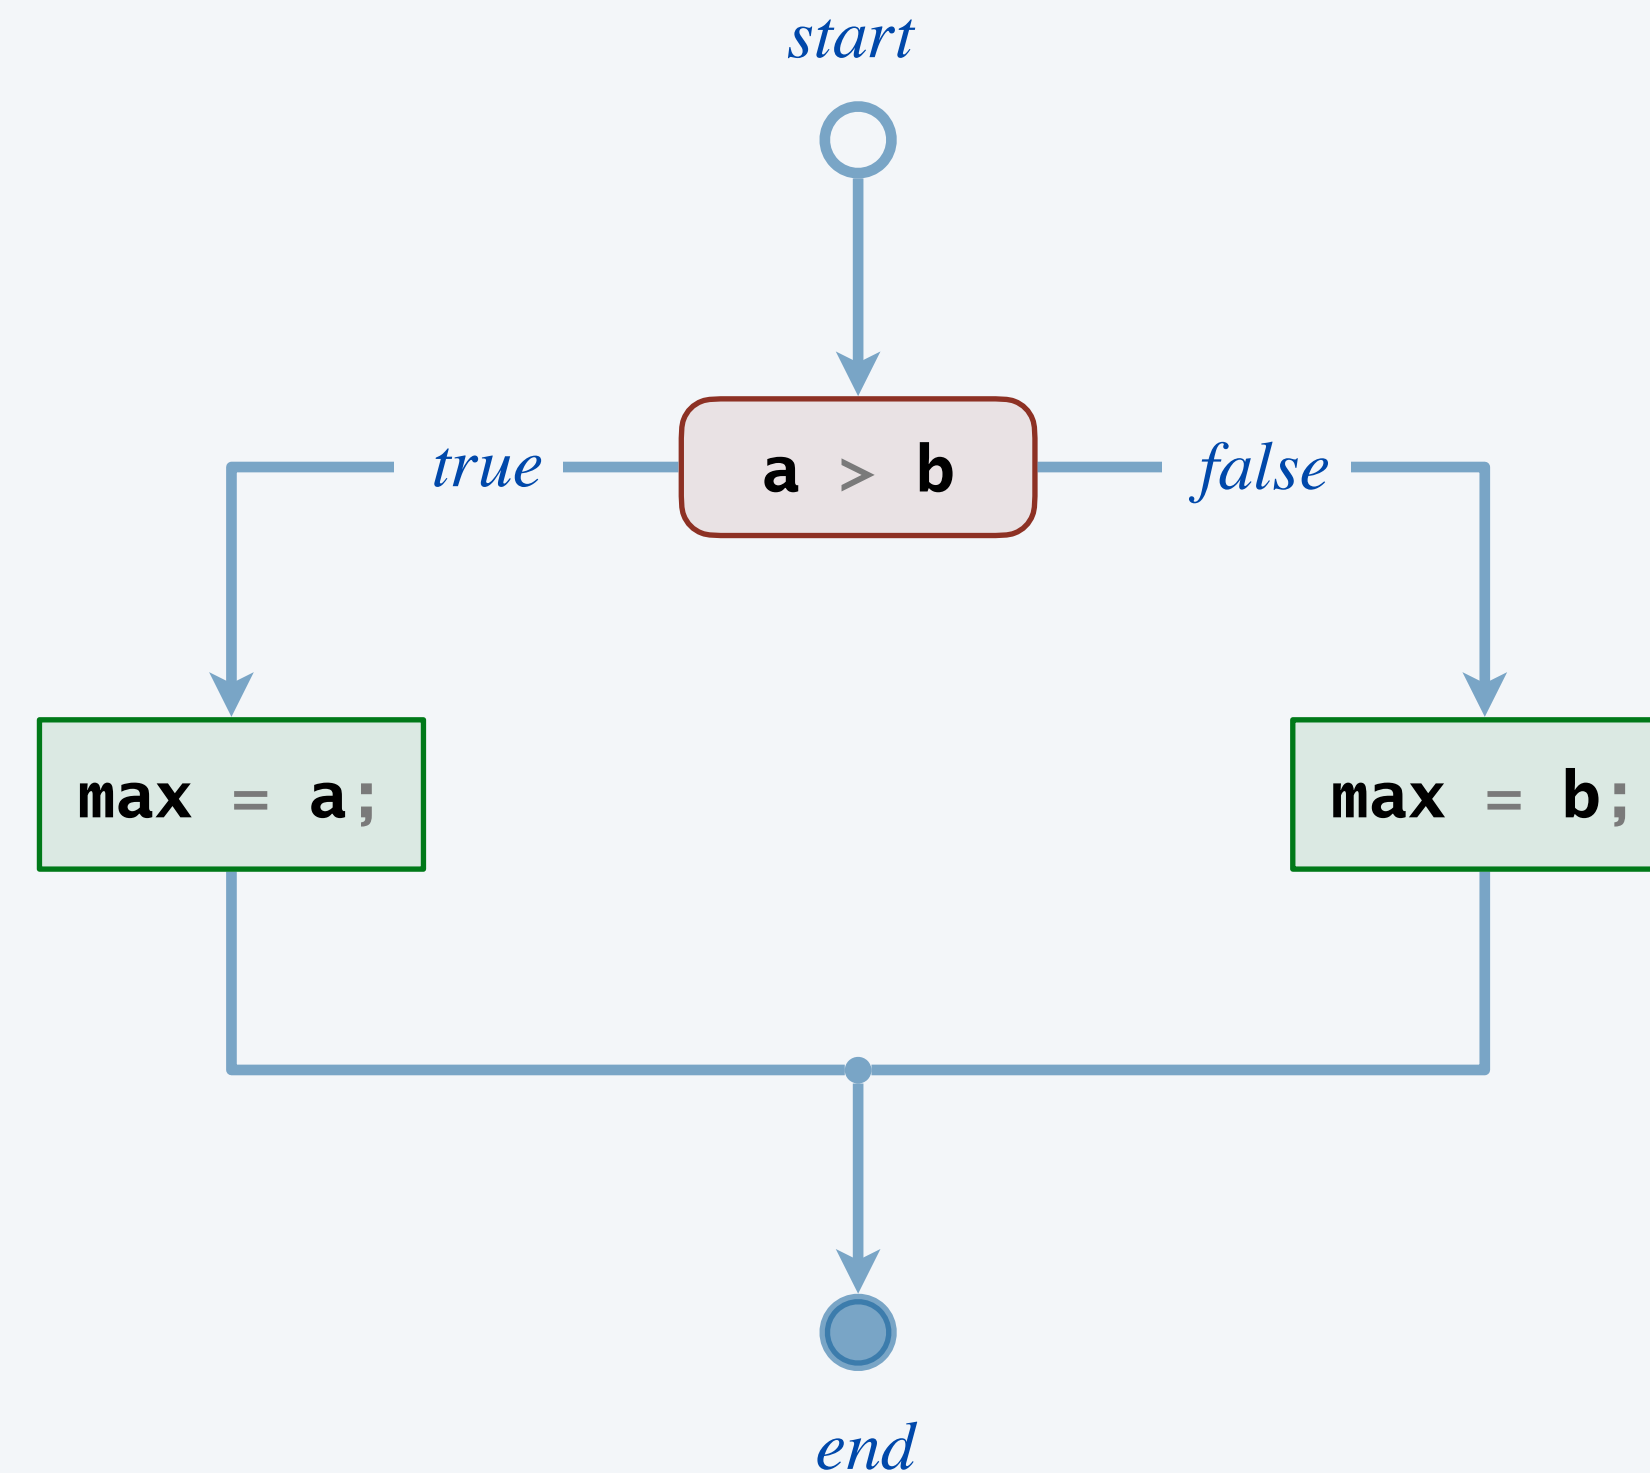 start
true
a > b
false
max = a;
max = b;
end